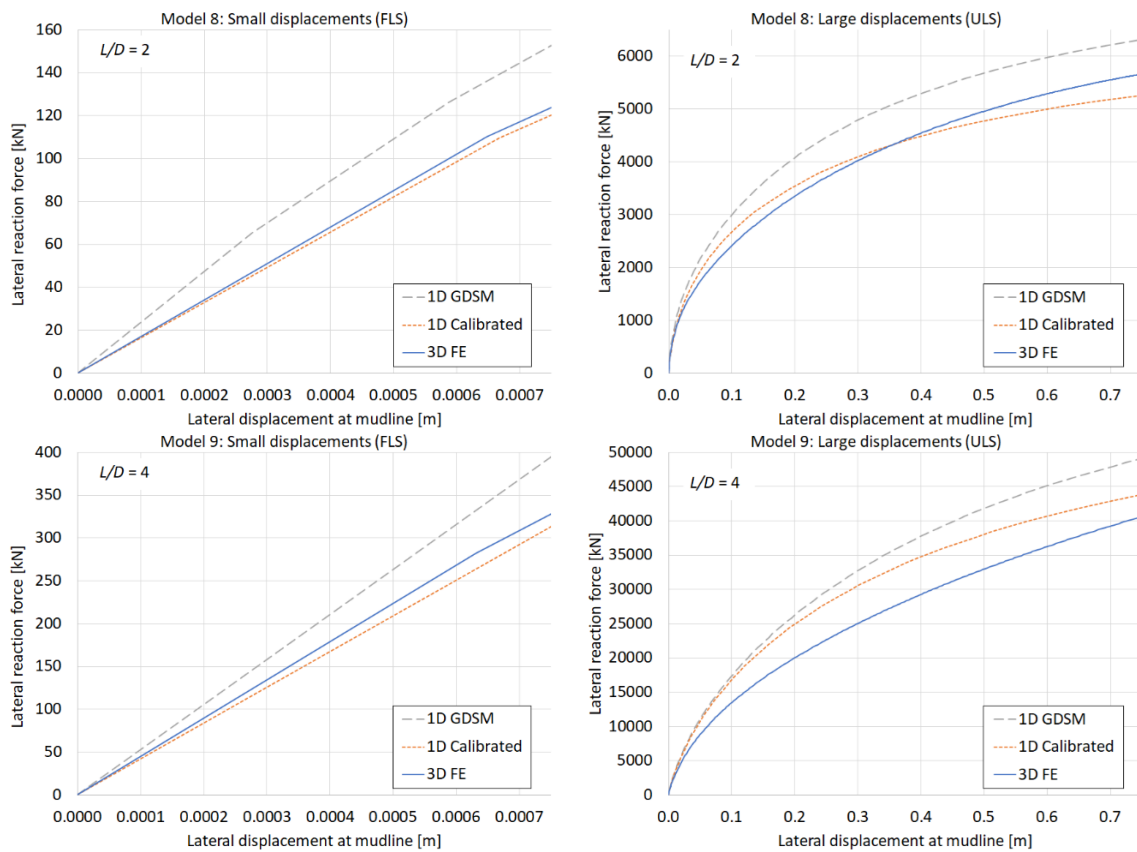 Model 8: Small displacements (FLS)
L/D = 2
Lateral reaction force [kN]
160
140
120
100
80
60
40
20
0
1D GDSM
1D Calibrated
3D FE
0.0000 0.0001 0.0002 0.0003 0.0004 0.0005 0.0006 0.0007
Lateral displacement at mudline [m]
Model 8: Large displacements (ULS)
L/D = 2
Lateral reaction force [kN]
6000
5000
4000
3000
2000
1000
0
1D GDSM
1D Calibrated
3D FE
0.0 0.1 0.2 0.3 0.4 0.5 0.6 0.7
Lateral displacement at mudline [m]
Model 9: Small displacements (FLS)
L/D = 4
Lateral reaction force [kN]
400
350
300
250
200
150
100
50
0
1D GDSM
1D Calibrated
3D FE
0.0000 0.0001 0.0002 0.0003 0.0004 0.0005 0.0006 0.0007
Lateral displacement at mudline [m]
Model 9: Large displacements (ULS)
L/D = 4
Lateral reaction force [kN]
50000
45000
40000
35000
30000
25000
20000
15000
10000
5000
0
1D GDSM
1D Calibrated
3D FE
0.0 0.1 0.2 0.3 0.4 0.5 0.6 0.7
Lateral displacement at mudline [m]